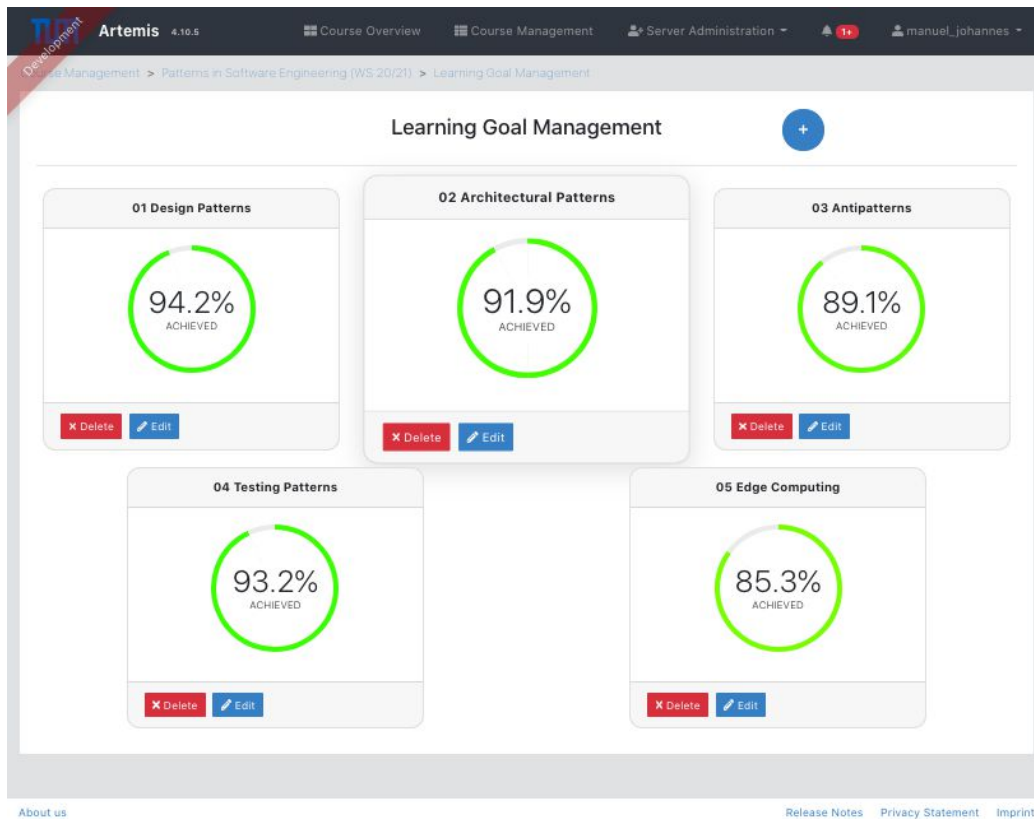 TUM Artemis 4.10.5 Course Overview Course Management Server Administration 1+ manuel_johannes
Development
Course Management > Patterns in Software Engineering (WS 20/21) > Learning Goal Management
Learning Goal Management +
01 Design Patterns
94.2%
ACHIEVED
Delete Edit
02 Architectural Patterns
91.9%
ACHIEVED
Delete Edit
03 Antipatterns
89.1%
ACHIEVED
Delete Edit
04 Testing Patterns
93.2%
ACHIEVED
Delete Edit
05 Edge Computing
85.3%
ACHIEVED
Delete Edit
About us Release Notes Privacy Statement Imprint